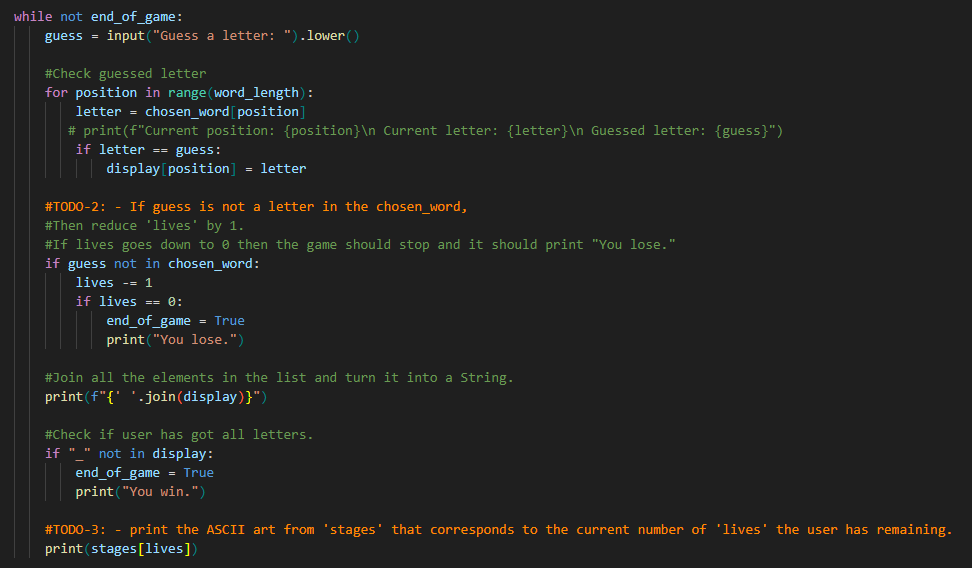 while not end_of_game:
    guess = input("Guess a letter: ").lower()

    #Check guessed letter
    for position in range(word_length):
        letter = chosen_word[position]
       # print(f"Current position: {position}\n Current letter: {letter}\n Guessed letter: {guess}")
        if letter == guess:
            display[position] = letter

    #TODO-2: - If guess is not a letter in the chosen_word,
    #Then reduce 'lives' by 1.
    #If lives goes down to 0 then the game should stop and it should print "You lose."
    if guess not in chosen_word:
        lives -= 1
        if lives == 0:
            end_of_game = True
            print("You lose.")

    #Join all the elements in the list and turn it into a String.
    print(f"{' '.join(display)}")

    #Check if user has got all letters.
    if "_" not in display:
        end_of_game = True
        print("You win.")

    #TODO-3: - print the ASCII art from 'stages' that corresponds to the current number of 'lives' the user has remaining.
    print(stages[lives])